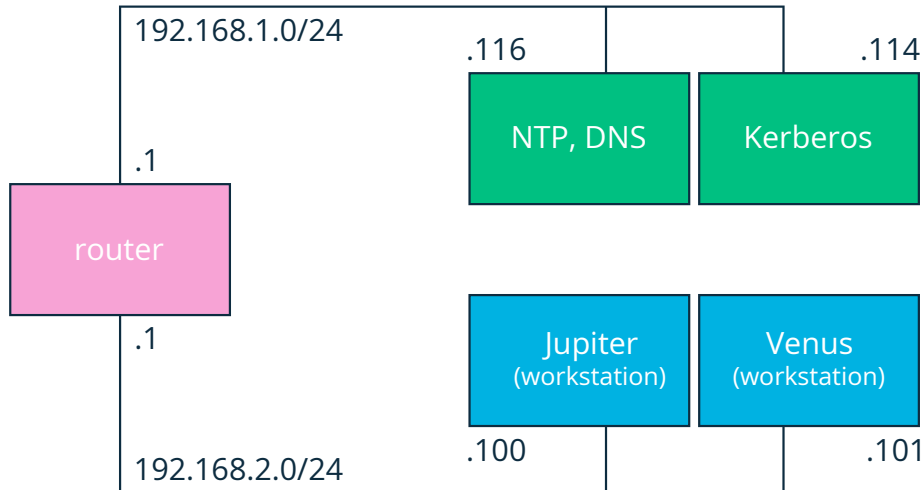 192.168.1.0/24
.116
.114
NTP, DNS
Kerberos
.1
router
.1
Jupiter
(workstation)
Venus
(workstation)
.100
.101
192.168.2.0/24